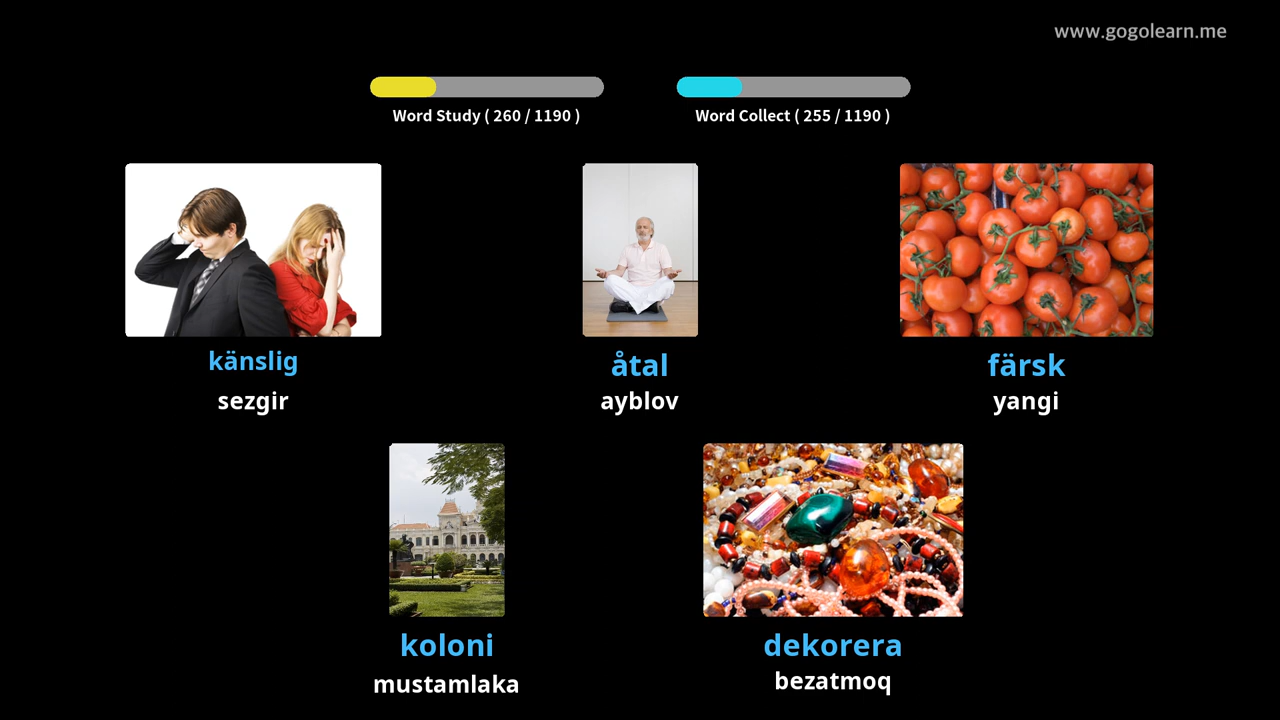 www.gogolearn.me
Word Study ( 260 / 1190 )
Word Collect ( 255 / 1190 )
känslig
sezgir
åtal
ayblov
färsk
yangi
koloni
mustamlaka
dekorera
bezatmoq